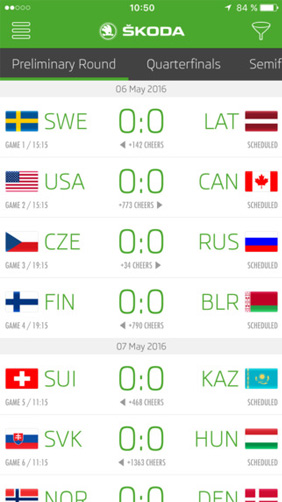 10:50
84 %
ŠKODA
Preliminary Round Quarterfinals Semif
06 May 2016
SWE 0:0 LAT
GAME 1 / 15:15 +142 CHEERS SCHEDULED
USA 0:0 CAN
GAME 2 / 15:15 +773 CHEERS SCHEDULED
CZE 0:0 RUS
GAME 3 / 19:15 +34 CHEERS SCHEDULED
FIN 0:0 BLR
GAME 4 / 19:15 +790 CHEERS SCHEDULED
07 May 2016
SUI 0:0 KAZ
GAME 5 / 11:15 +468 CHEERS SCHEDULED
SVK 0:0 HUN
GAME 6 / 11:15 +1363 CHEERS SCHEDULED
NOR 0:0 DEN